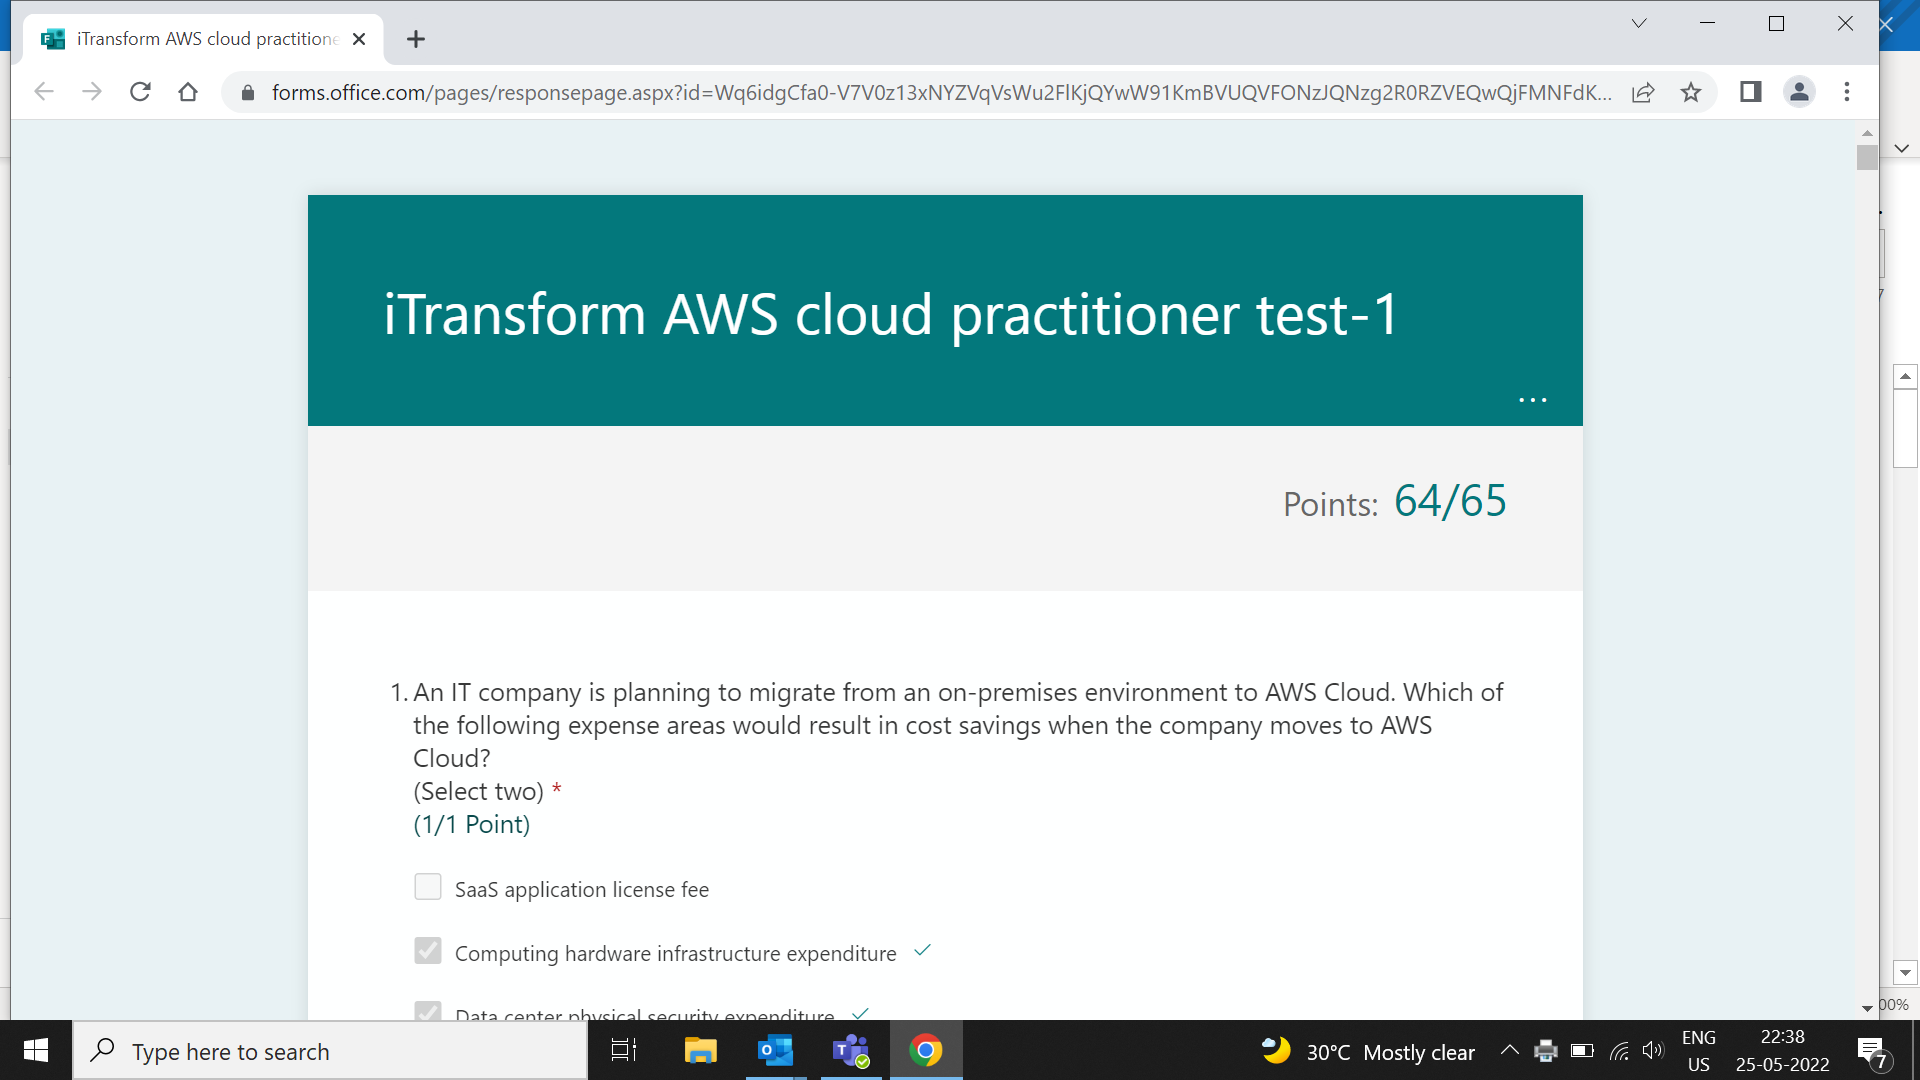 iTransform AWS cloud practitione
forms.office.com/pages/responsepage.aspx?id=Wq6idgCfa0-V7V0z13xNYZVqVsWu2FlKjQYwW91KmBVUQVFONzJQNzg2R0RZVEQwQjFMNFdK...
iTransform AWS cloud practitioner test-1
...
Points: 64/65
1. An IT company is planning to migrate from an on-premises environment to AWS Cloud. Which of
the following expense areas would result in cost savings when the company moves to AWS
Cloud?
(Select two) *
(1/1 Point)
SaaS application license fee
Computing hardware infrastructure expenditure
Data center physical security expenditure
00%
Type here to search
30°C Mostly clear
ENG
US
22:38
25-05-2022
7